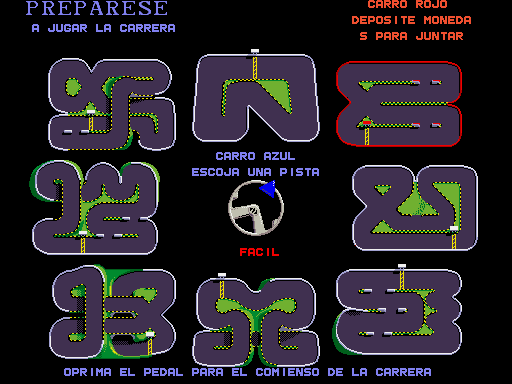 PREPARESE
A JUGAR LA CARRERA
CARRO ROJO
DEPOSITE MONEDA
S PARA JUNTAR
CARRO AZUL
ESCOJA UNA PISTA
FACIL
OPRIMA EL PEDAL PARA EL COMIENSO DE LA CARRERA